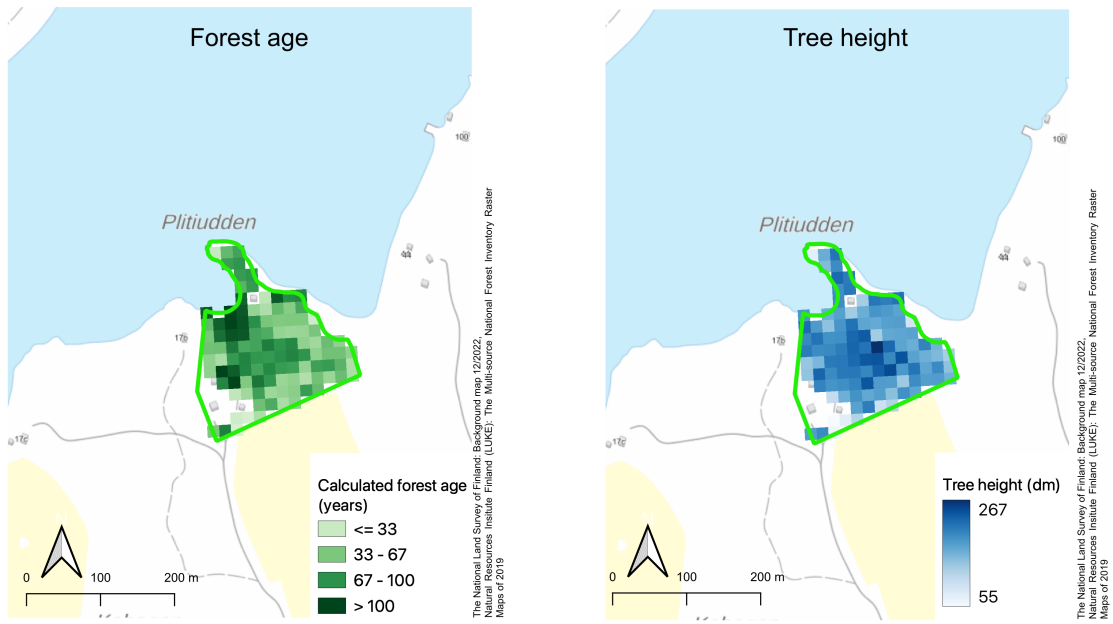 Forest age
Plitiudden
100
44
17b
17c
Calculated forest age
(years)
<= 33
33 - 67
67 - 100
> 100
0 100 200 m
The National Land Survey of Finland: Background map 12/2022,
Natural Resources Insitute Finland (LUKE): The Multi-source National Forest Inventory Raster
Maps of 2019
Tree height
Plitiudden
100
44
17b
17c
Tree height (dm)
267
55
0 100 200 m
The National Land Survey of Finland: Background map 12/2022,
Natural Resources Insitute Finland (LUKE): The Multi-source National Forest Inventory Raster
Maps of 2019